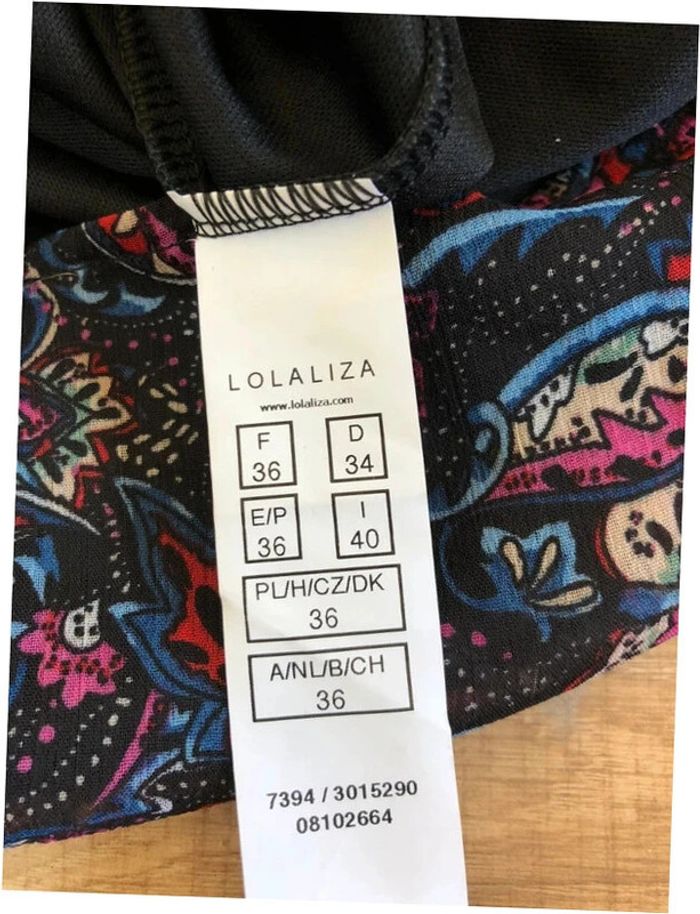 LOLALIZA
www.lolaliza.com
F D
36 34
E/P I
36 40
PL/H/CZ/DK
36
A/NL/B/CH
36
7394 / 3015290
08102664